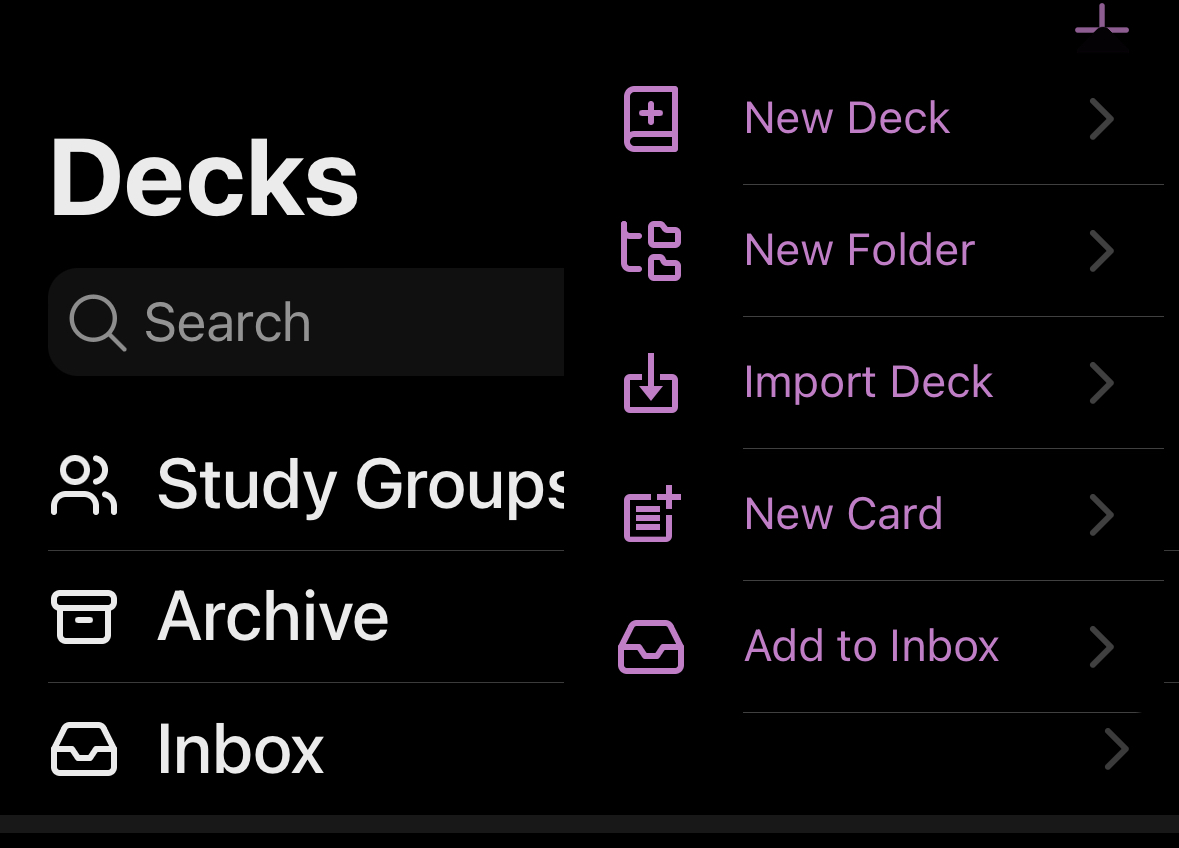 Decks
Search
Study Groups
Archive
Inbox
New Deck
New Folder
Import Deck
New Card
Add to Inbox